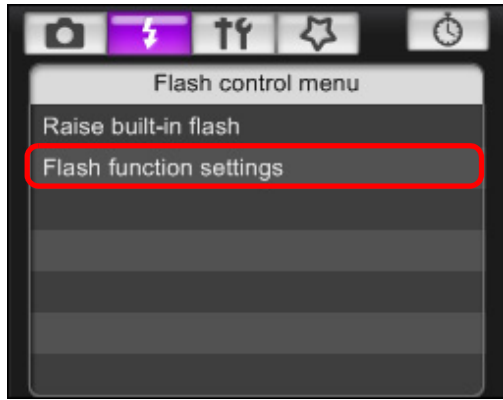 Flash control menu
Raise built-in flash
Flash function settings